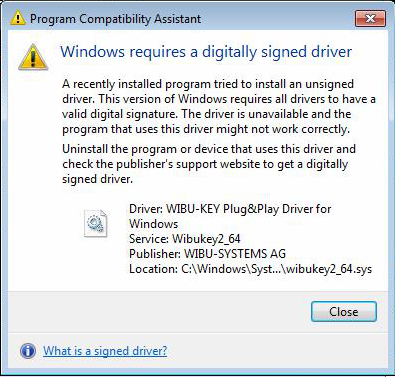 Program Compatibility Assistant
Windows requires a digitally signed driver
A recently installed program tried to install an unsigned
driver. This version of Windows requires all drivers to have a
valid digital signature. The driver is unavailable and the
program that uses this driver might not work correctly.
Uninstall the program or device that uses this driver and
check the publisher's support website to get a digitally
signed driver.
Driver: WIBU-KEY Plug&Play Driver for
Windows
Service: Wibukey2_64
Publisher: WIBU-SYSTEMS AG
Location: C:\Windows\Syst...\wibukey2_64.sys
Close
What is a signed driver?